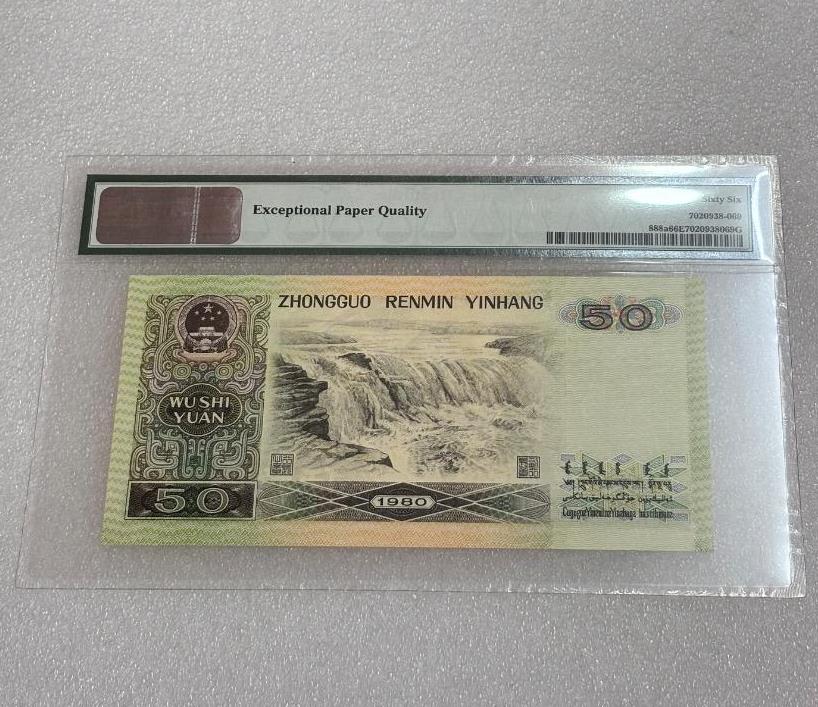 Exceptional Paper Quality
Sixty Six
7020938-069
888a66E7020938069G
ZHONGGUO RENMIN YINHANG
50
WU SHI
YUAN
50
1980